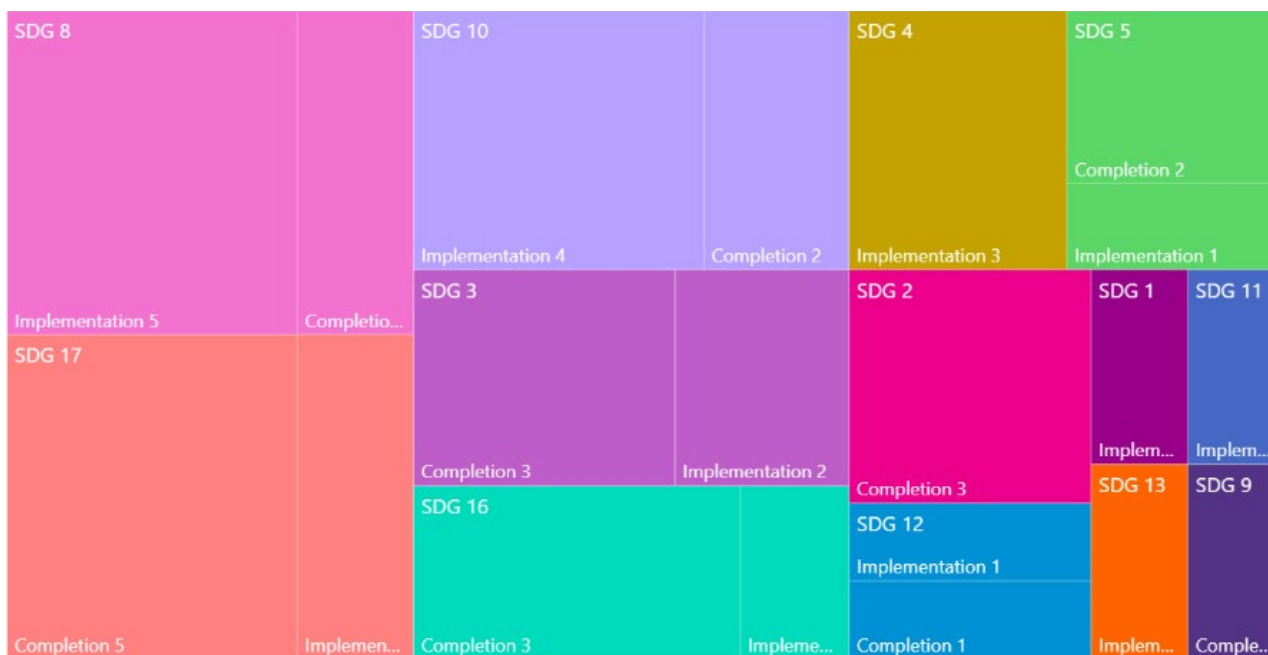 SDG 8
Implementation 5
Completio...
SDG 17
Completion 5
Implemen...
SDG 10
Implementation 4
Completion 2
SDG 3
Completion 3
Implementation 2
SDG 16
Completion 3
Impleme...
SDG 4
Implementation 3
SDG 5
Completion 2
Implementation 1
SDG 2
Completion 3
SDG 12
Implementation 1
Completion 1
SDG 1
Implem...
SDG 11
Implem...
SDG 13
Implem...
SDG 9
Comple...